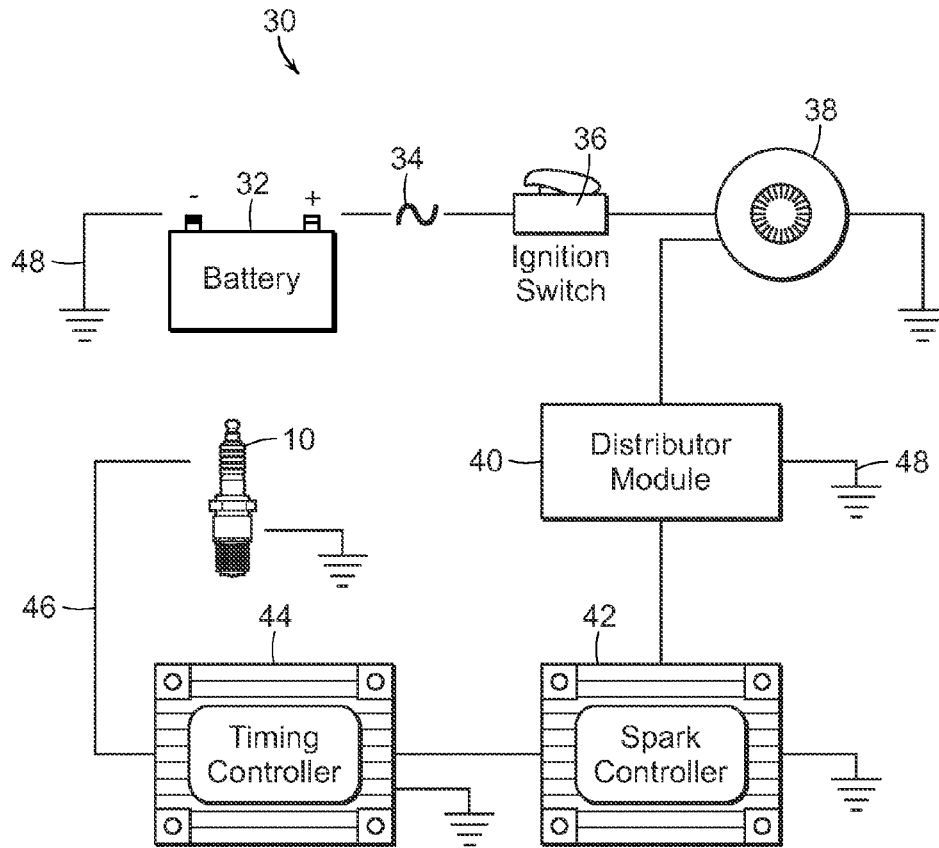 30
38
36
34
32
- +
48
Battery
Ignition
Switch
10
40
Distributor
Module
48
46
44
42
Timing
Controller
Spark
Controller